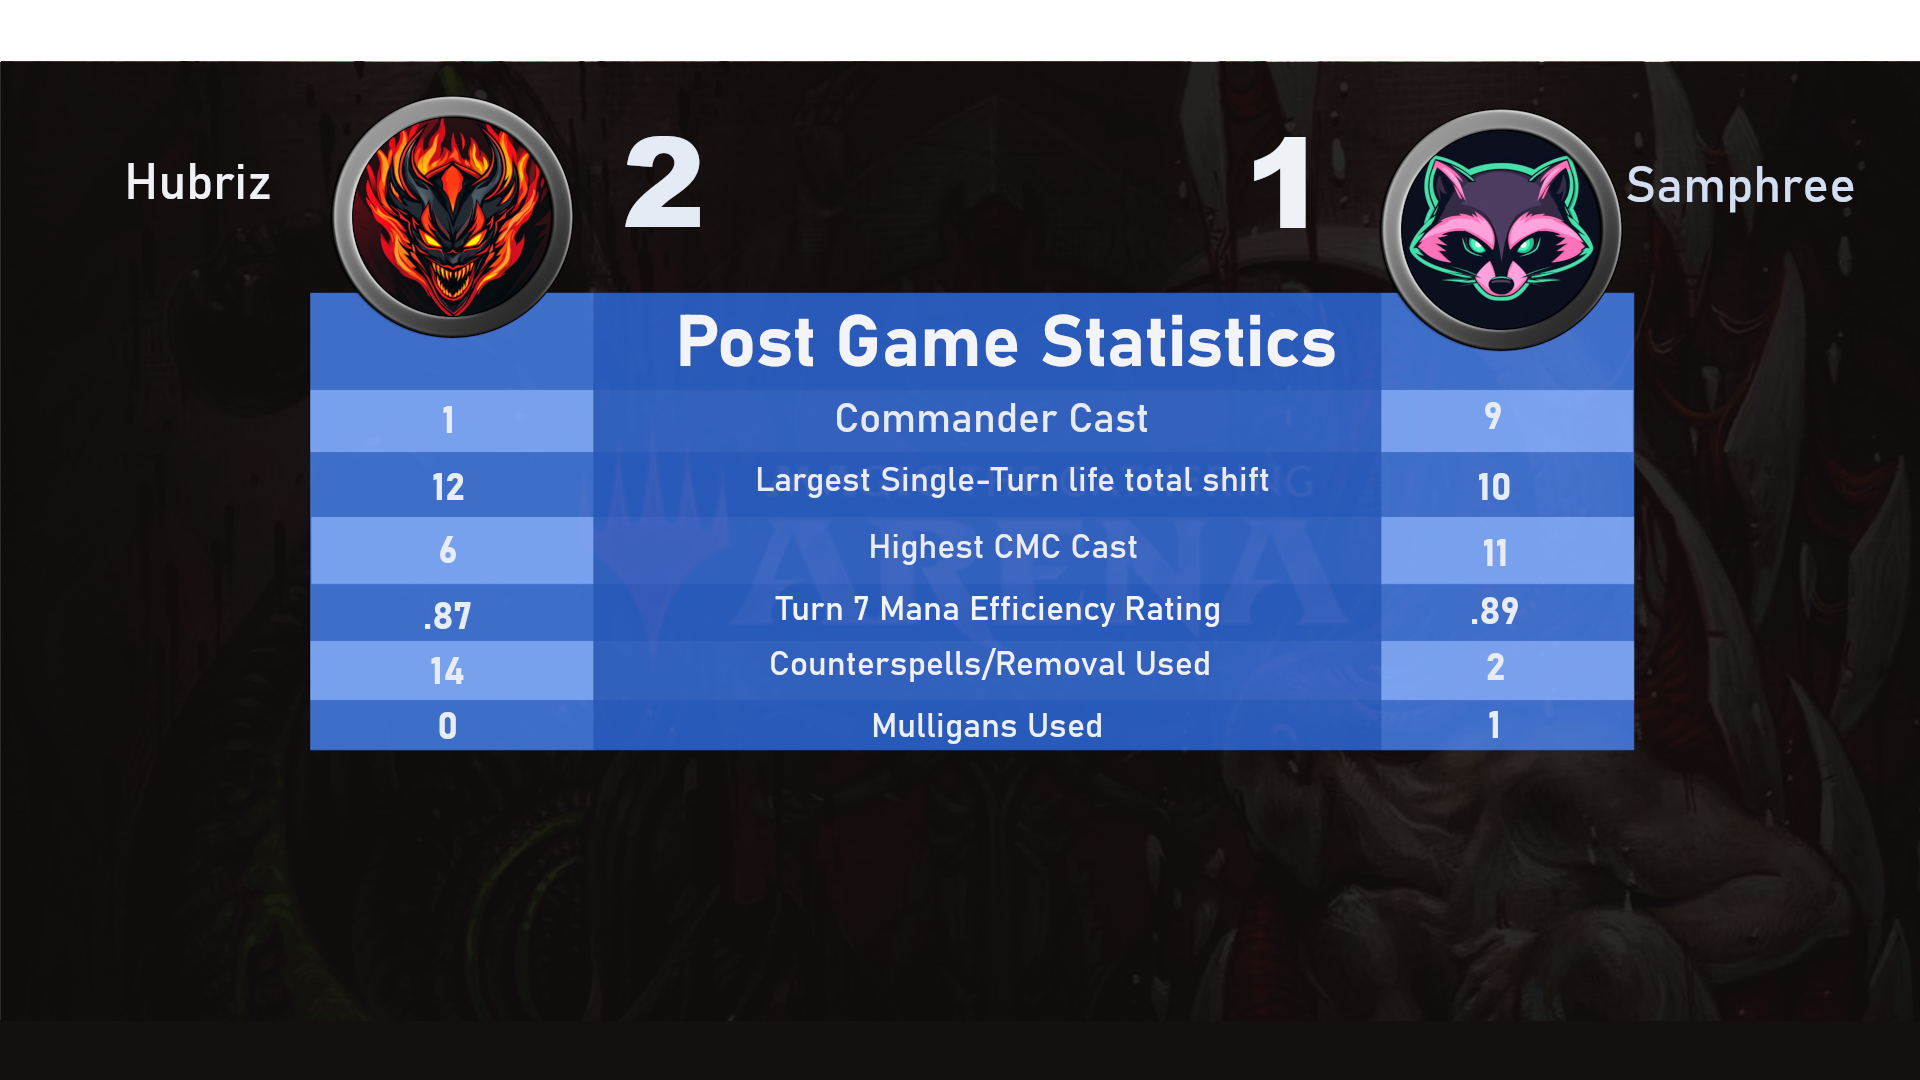 Hubriz
2
1
Samphree
Post Game Statistics
1 Commander Cast 9
12 Largest Single-Turn life total shift 10
6 Highest CMC Cast 11
.87 Turn 7 Mana Efficiency Rating .89
14 Counterspells/Removal Used 2
0 Mulligans Used 1
ARENA